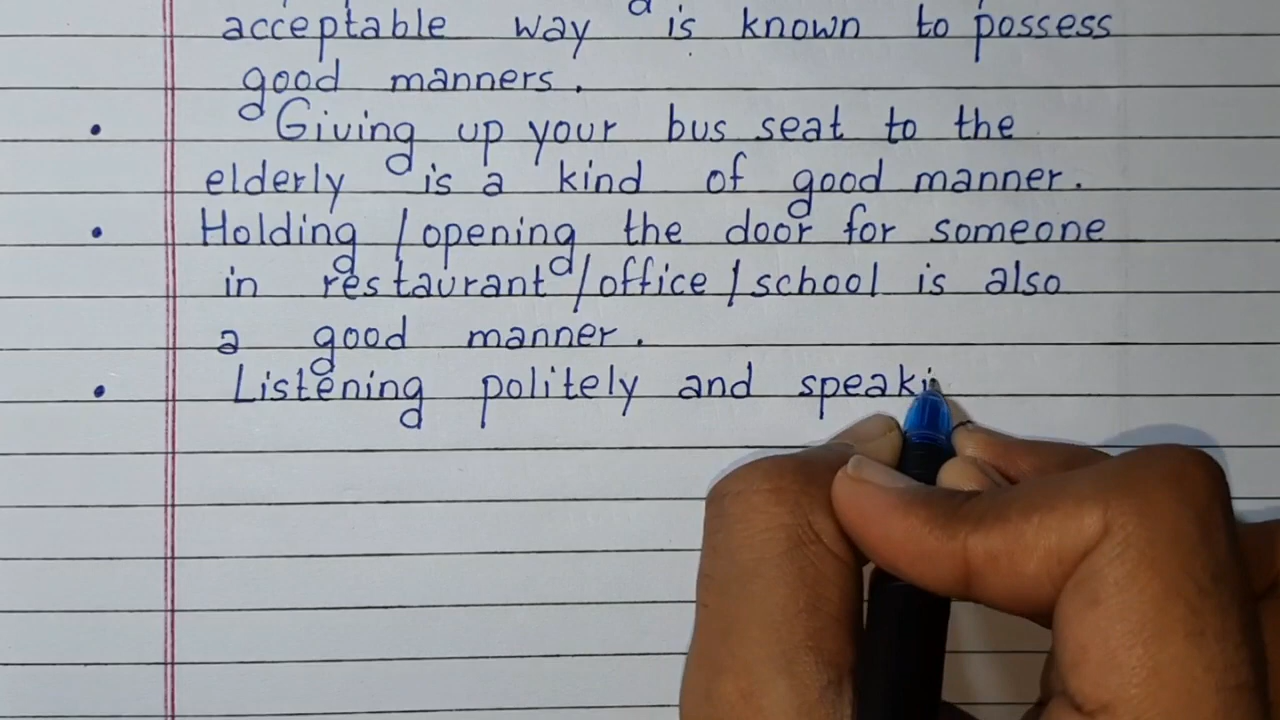 acceptable way is known to possess
good manners.
• Giving up your bus seat to the
elderly is a kind of good manner.
• Holding / opening the door for someone
in restaurant / office / school is also
a good manner.
• Listening politely and speaki